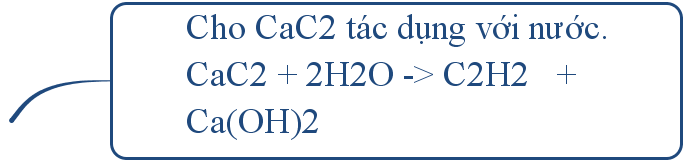 Cho CaC2 tác dụng với nước.
CaC2 + 2H2O -> C2H2 +
Ca(OH)2